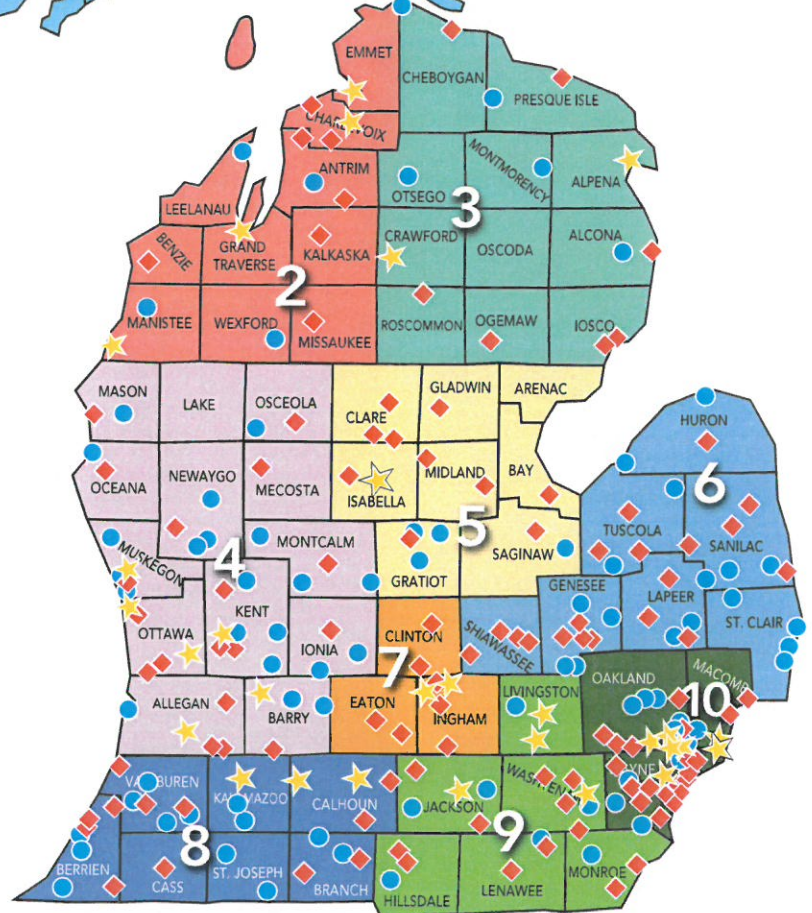 EMMET
CHEBOYGAN
PRESQUE ISLE
CHARLEVOIX
ANTRIM
OTSEGO
MONTMORENCY
ALPENA
LEELANAU
3
BENZIE
GRAND
TRAVERSE
KALKASKA
CRAWFORD
OSCODA
ALCONA
2
MANISTEE
WEXFORD
MISSAUKEE
ROSCOMMON
OGEMAW
IOSCO
MASON
LAKE
OSCEOLA
CLARE
GLADWIN
ARENAC
HURON
OCEANA
NEWAYGO
MECOSTA
ISABELLA
MIDLAND
BAY
6
MUSKEGON
4
MONTCALM
GRATIOT
5
SAGINAW
TUSCOLA
SANILAC
OTTAWA
KENT
IONIA
CLINTON
SHIAWASSEE
GENESEE
LAPEER
ST. CLAIR
7
ALLEGAN
BARRY
EATON
INGHAM
LIVINGSTON
OAKLAND
MACOMB
10
VAN BUREN
KALAMAZOO
CALHOUN
JACKSON
WASHTENAW
WAYNE
8
9
BERRIEN
CASS
ST. JOSEPH
BRANCH
HILLSDALE
LENAWEE
MONROE